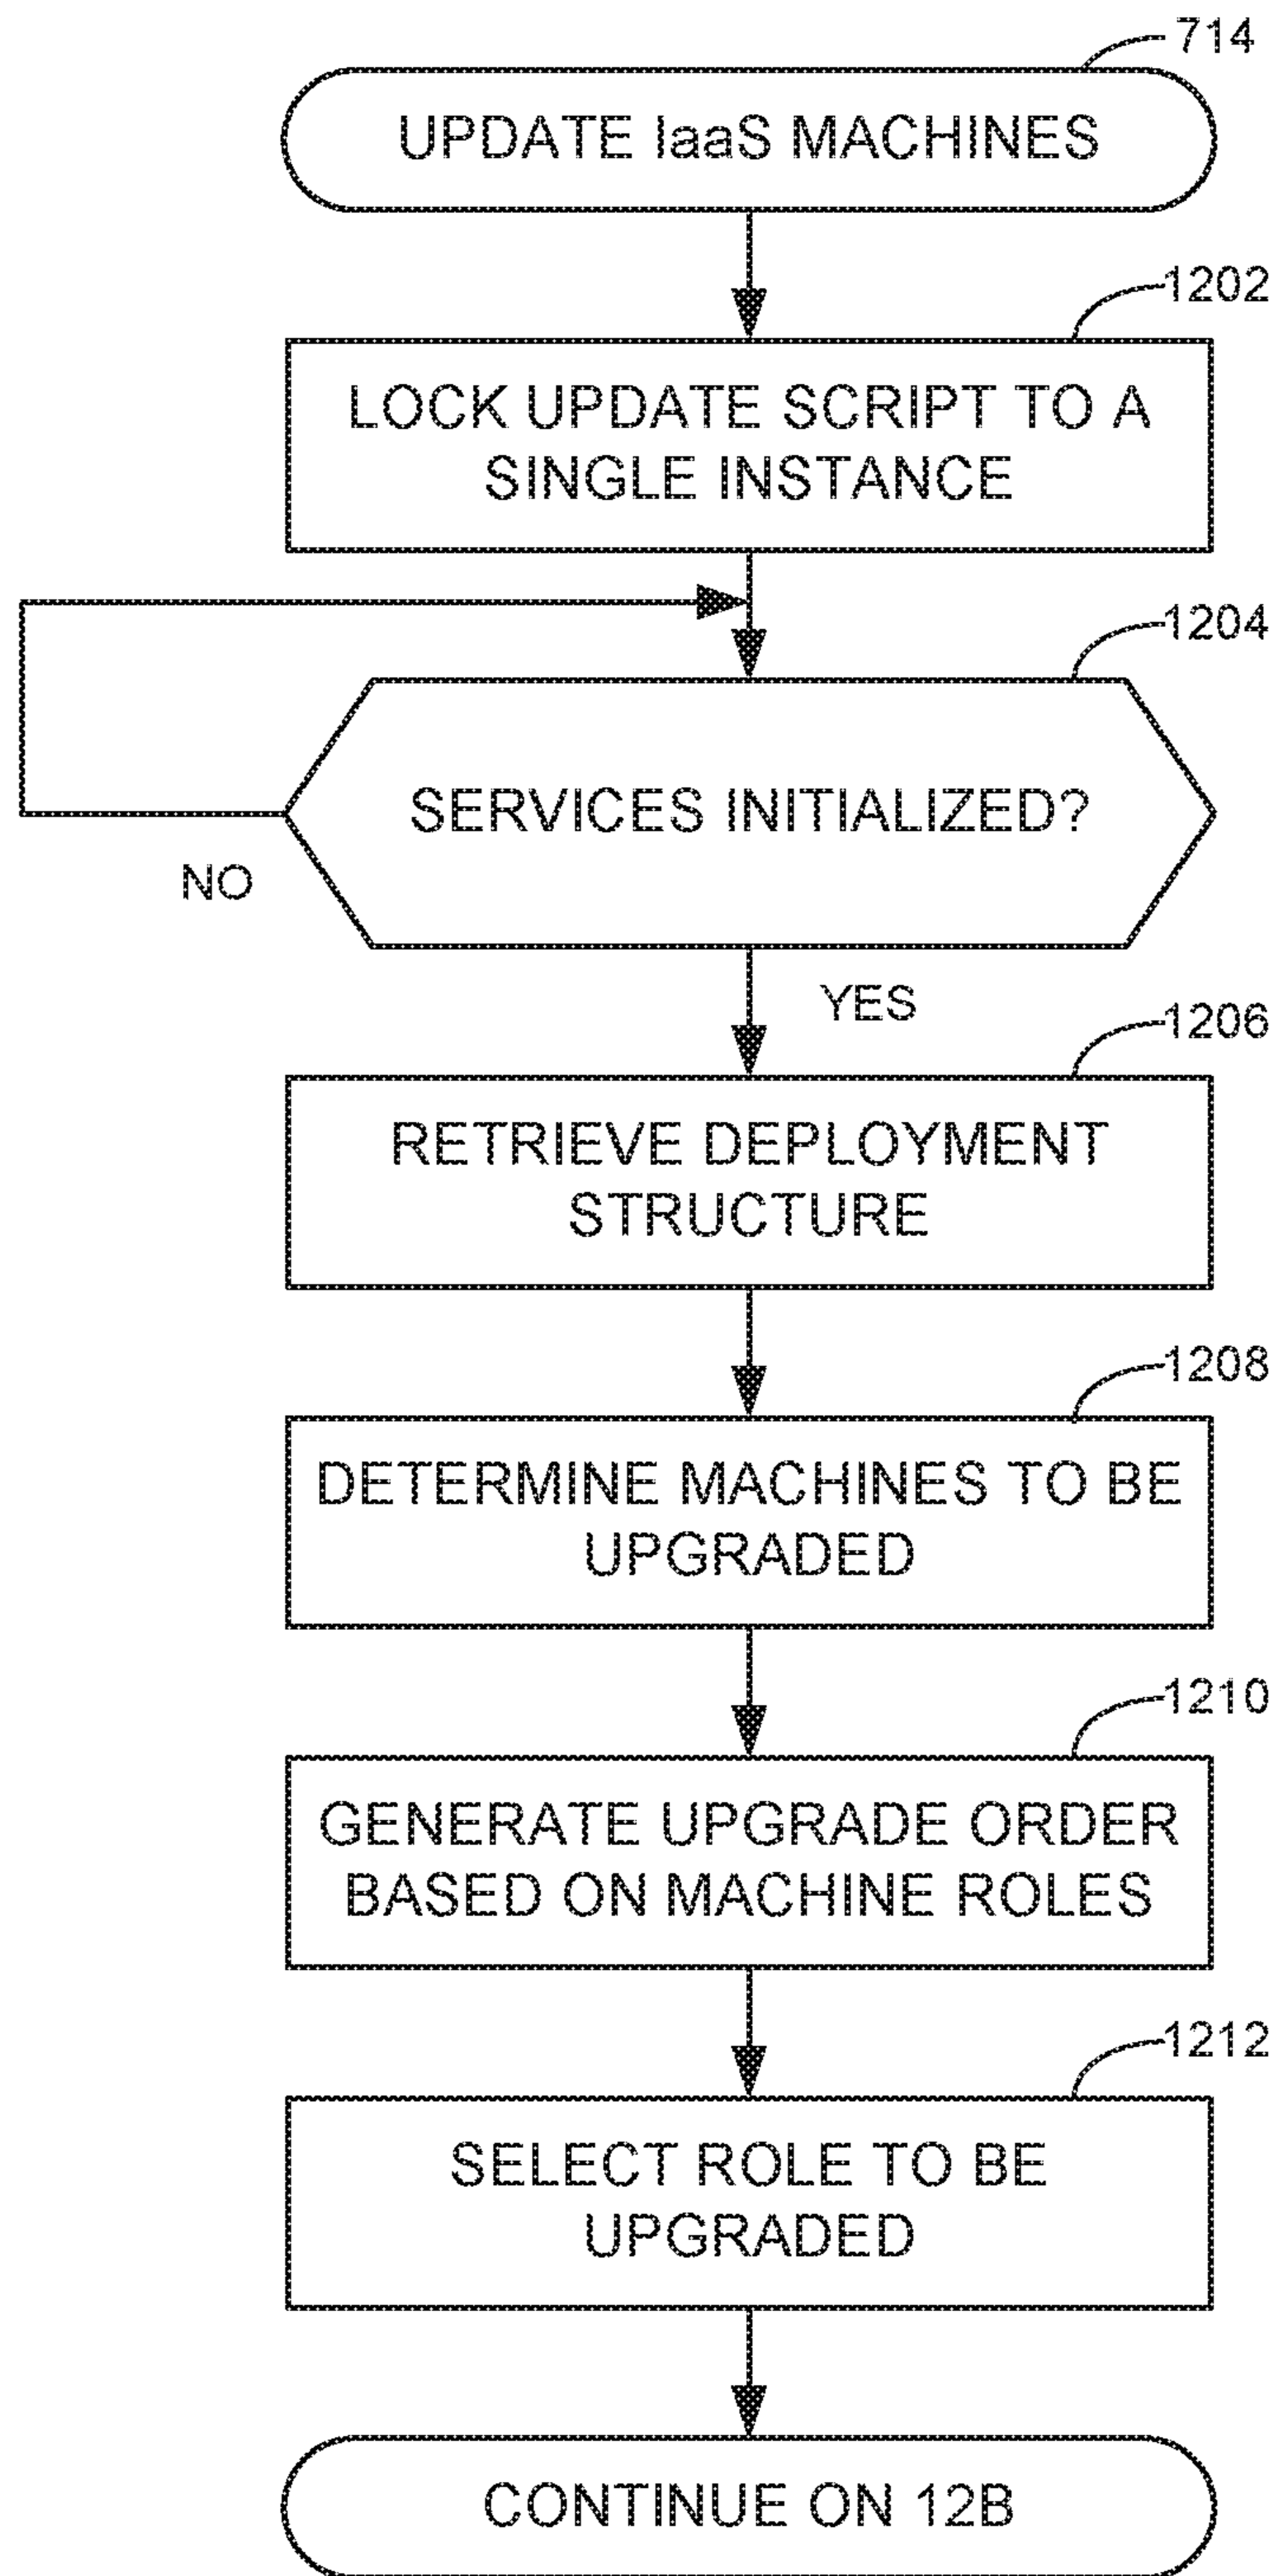 714
UPDATE IaaS MACHINES
1202
LOCK UPDATE SCRIPT TO A
SINGLE INSTANCE
1204
SERVICES INITIALIZED?
NO
YES
1206
RETRIEVE DEPLOYMENT
STRUCTURE
1208
DETERMINE MACHINES TO BE
UPGRADED
1210
GENERATE UPGRADE ORDER
BASED ON MACHINE ROLES
1212
SELECT ROLE TO BE
UPGRADED
CONTINUE ON 12B